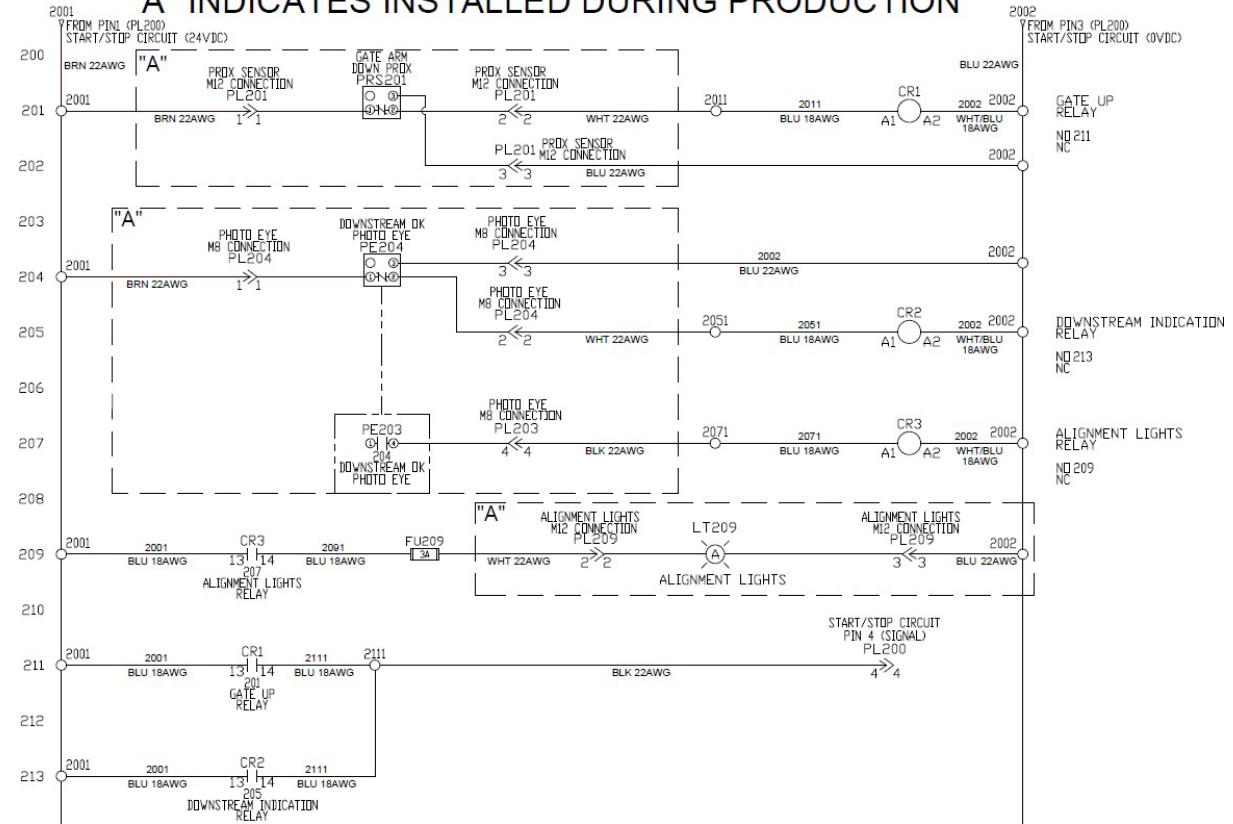 "A" INDICATES INSTALLED DURING PRODUCTION
2001
FROM PIN1 (PL200)
START/STOP CIRCUIT (24VDC)
2002
FROM PIN3 (PL200)
START/STOP CIRCUIT (0VDC)
200
BRN 22AWG
"A"
GATE ARM
DOWN PROX
PRS201
BLU 22AWG
PROX SENSOR
M12 CONNECTION
PL201
PROX SENSOR
M12 CONNECTION
PL201
201
2001
BRN 22AWG
1 1
3
1 2
2 2
WHT 22AWG
2011
2011
BLU 18AWG
CR1
A1 A2
2002 2002
WHT/BLU
18AWG
GATE UP
RELAY
NO 211
NC
202
PL201 PROX SENSOR
M12 CONNECTION
3 3
BLU 22AWG
2002
203
"A"
DOWNSTREAM OK
PHOTO EYE
PE204
PHOTO EYE
M8 CONNECTION
PL204
PHOTO EYE
M8 CONNECTION
PL204
204
2001
BRN 22AWG
1 1
3
1 2
3 3
2002
BLU 22AWG
2002
PHOTO EYE
M8 CONNECTION
PL204
205
2 2
WHT 22AWG
2051
2051
BLU 18AWG
CR2
A1 A2
2002 2002
WHT/BLU
18AWG
DOWNSTREAM INDICATION
RELAY
NO 213
NC
206
PHOTO EYE
M8 CONNECTION
PL203
207
PE203
1 4
204
DOWNSTREAM OK
PHOTO EYE
4 4
BLK 22AWG
2071
2071
BLU 18AWG
CR3
A1 A2
2002 2002
WHT/BLU
18AWG
ALIGNMENT LIGHTS
RELAY
NO 209
NC
208
"A"
ALIGNMENT LIGHTS
M12 CONNECTION
PL209
LT209
ALIGNMENT LIGHTS
M12 CONNECTION
PL209
209
2001
2001
BLU 18AWG
CR3
13 14
207
ALIGNMENT LIGHTS
RELAY
2091
BLU 18AWG
FU209
3A
WHT 22AWG
2 2
A
ALIGNMENT LIGHTS
3 3
BLU 22AWG
2002
210
START/STOP CIRCUIT
PIN 4 (SIGNAL)
PL200
211
2001
2001
BLU 18AWG
CR1
13 14
201
GATE UP
RELAY
2111
BLU 18AWG
2111
BLK 22AWG
4 4
212
213
2001
2001
BLU 18AWG
CR2
13 14
205
DOWNSTREAM INDICATION
RELAY
2111
BLU 18AWG